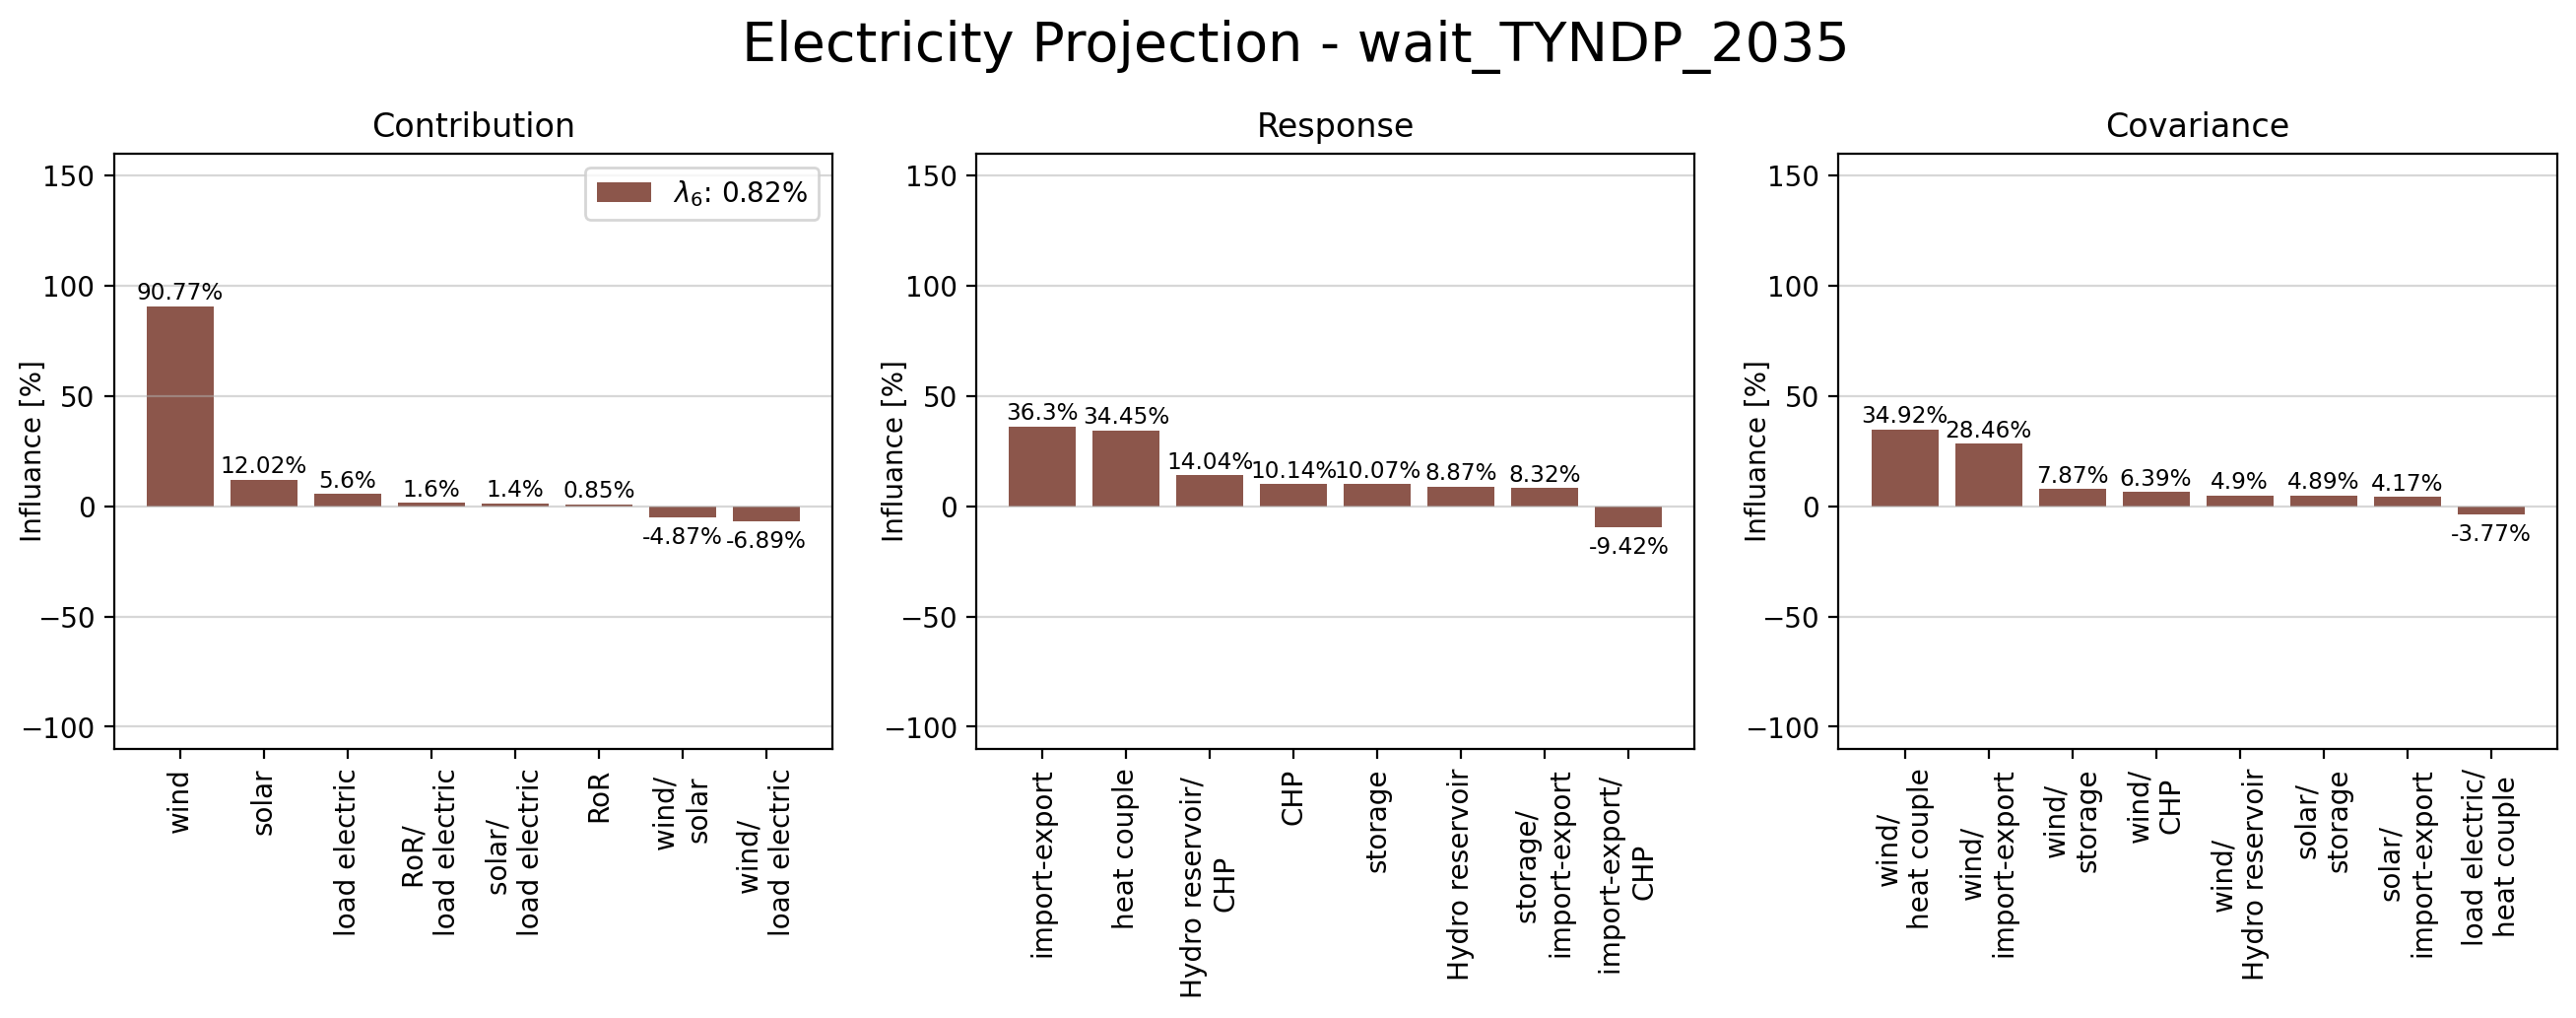 Electricity Projection - wait_TYNDP_2035
Contribution
Influance [%]
150
100
50
0
−50
−100
λ6: 0.82%
90.77%
12.02%
5.6%
1.6%
1.4%
0.85%
-4.87%
-6.89%
wind
solar
load electric
RoR/
load electric
solar/
load electric
RoR
wind/
solar
wind/
load electric
Response
Influance [%]
150
100
50
0
−50
−100
36.3%
34.45%
14.04%
10.14%
10.07%
8.87%
8.32%
-9.42%
import-export
heat couple
Hydro reservoir/
CHP
CHP
storage
Hydro reservoir
storage/
import-export
import-export/
CHP
Covariance
Influance [%]
150
100
50
0
−50
−100
34.92%
28.46%
7.87%
6.39%
4.9%
4.89%
4.17%
-3.77%
wind/
heat couple
wind/
import-export
wind/
storage
wind/
CHP
wind/
Hydro reservoir
solar/
storage
solar/
import-export
load electric/
heat couple